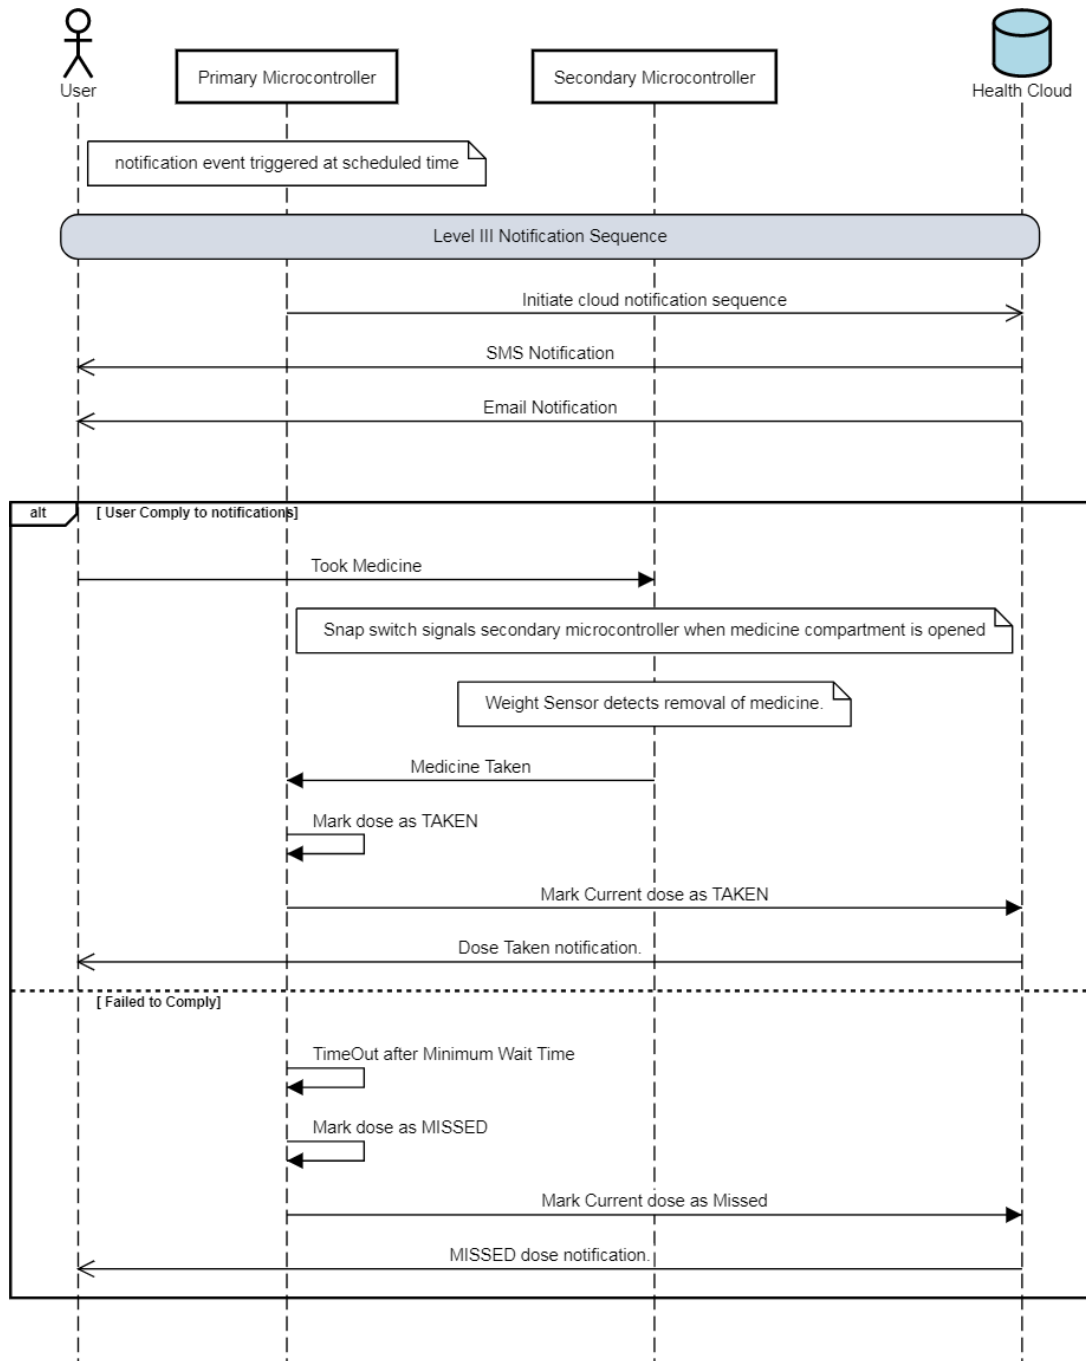 User
Primary Microcontroller
Secondary Microcontroller
Health Cloud
notification event triggered at scheduled time
Level III Notification Sequence
Initiate cloud notification sequence
SMS Notification
Email Notification
alt
[ User Comply to notifications]
Took Medicine
Snap switch signals secondary microcontroller when medicine compartment is opened
Weight Sensor detects removal of medicine.
Medicine Taken
Mark dose as TAKEN
Mark Current dose as TAKEN
Dose Taken notification.
[ Failed to Comply]
TimeOut after Minimum Wait Time
Mark dose as MISSED
Mark Current dose as Missed
MISSED dose notification.